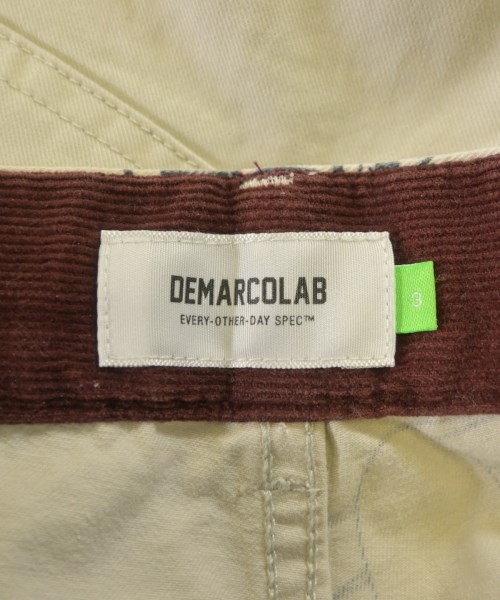 DEMARCOLAB
EVERY-OTHER-DAY SPEC™
3